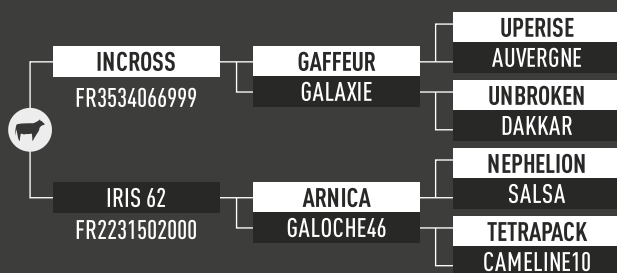 INCROSS
FR3534066999
GAFFEUR
GALAXIE
UPERISE
AUVERGNE
UNBROKEN
DAKKAR
IRIS 62
FR2231502000
ARNICA
GALOCHE46
NEPHELION
SALSA
TETRAPACK
CAMELINE10